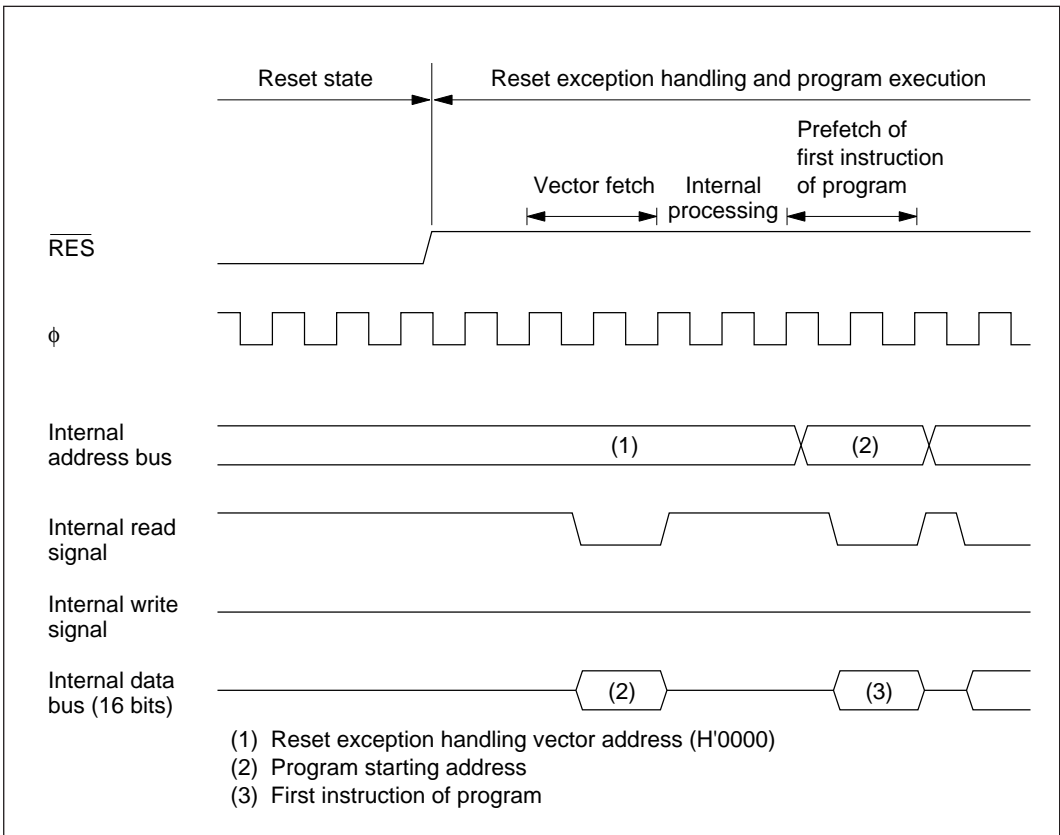 Reset state
Reset exception handling and program execution
Prefetch of
first instruction
of program
Vector fetch
Internal
processing
RES
ϕ
Internal
address bus
(1)
(2)
Internal read
signal
Internal write
signal
Internal data
bus (16 bits)
(2)
(3)
(1) Reset exception handling vector address (H'0000)
(2) Program starting address
(3) First instruction of program